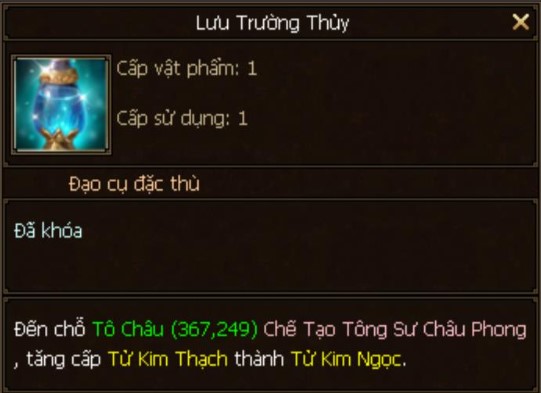 Lưu Trường Thủy
Cấp vật phẩm: 1
Cấp sử dụng: 1
Đạo cụ đặc thù
Đã khóa
Đến chỗ Tô Châu (367,249) Chế Tạo Tông Sư Châu Phong
, tăng cấp Tử Kim Thạch thành Tử Kim Ngọc.